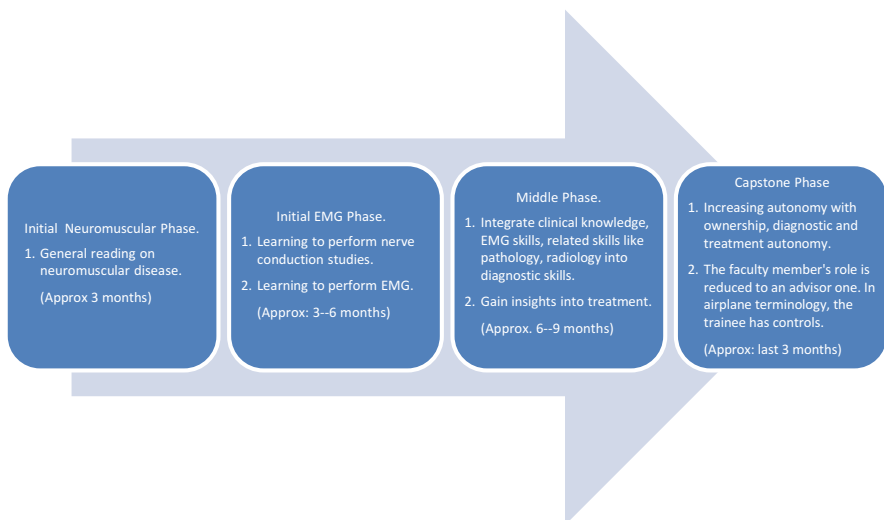 Initial  Neuromuscular Phase.
1. General reading on
neuromuscular disease.
(Approx 3 months)
Initial EMG Phase.
1. Learning to perform nerve
conduction studies.
2. Learning to perform EMG.
(Approx: 3--6 months)
Middle Phase.
1. Integrate clinical knowledge,
EMG skills, related skills like
pathology, radiology into
diagnostic skills.
2. Gain insights into treatment.
(Approx. 6--9 months)
Capstone Phase
1. Increasing autonomy with
ownership, diagnostic and
treatment autonomy.
2. The faculty member's role is
reduced to an advisor one. In
airplane terminology, the
trainee has controls.
(Approx: last 3 months)